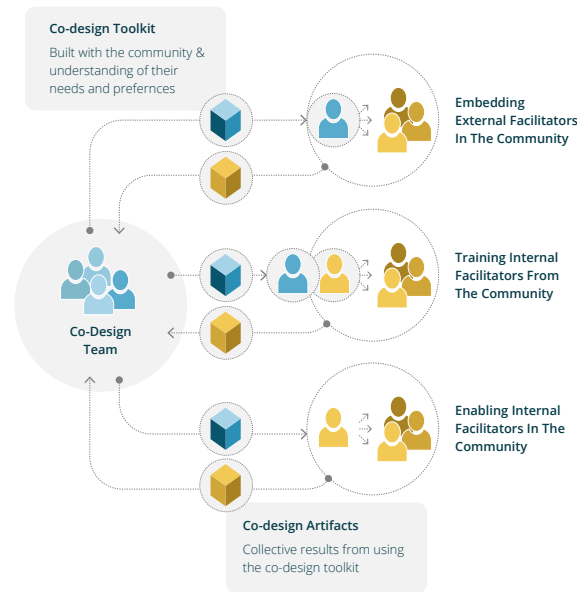 Co-design Toolkit
Built with the community &
understanding of their
needs and prefernces
Embedding
External Facilitators
In The Community
Training Internal
Facilitators From
The Community
Co-Design
Team
Enabling Internal
Facilitators In The
Community
Co-design Artifacts
Collective results from using
the co-design toolkit